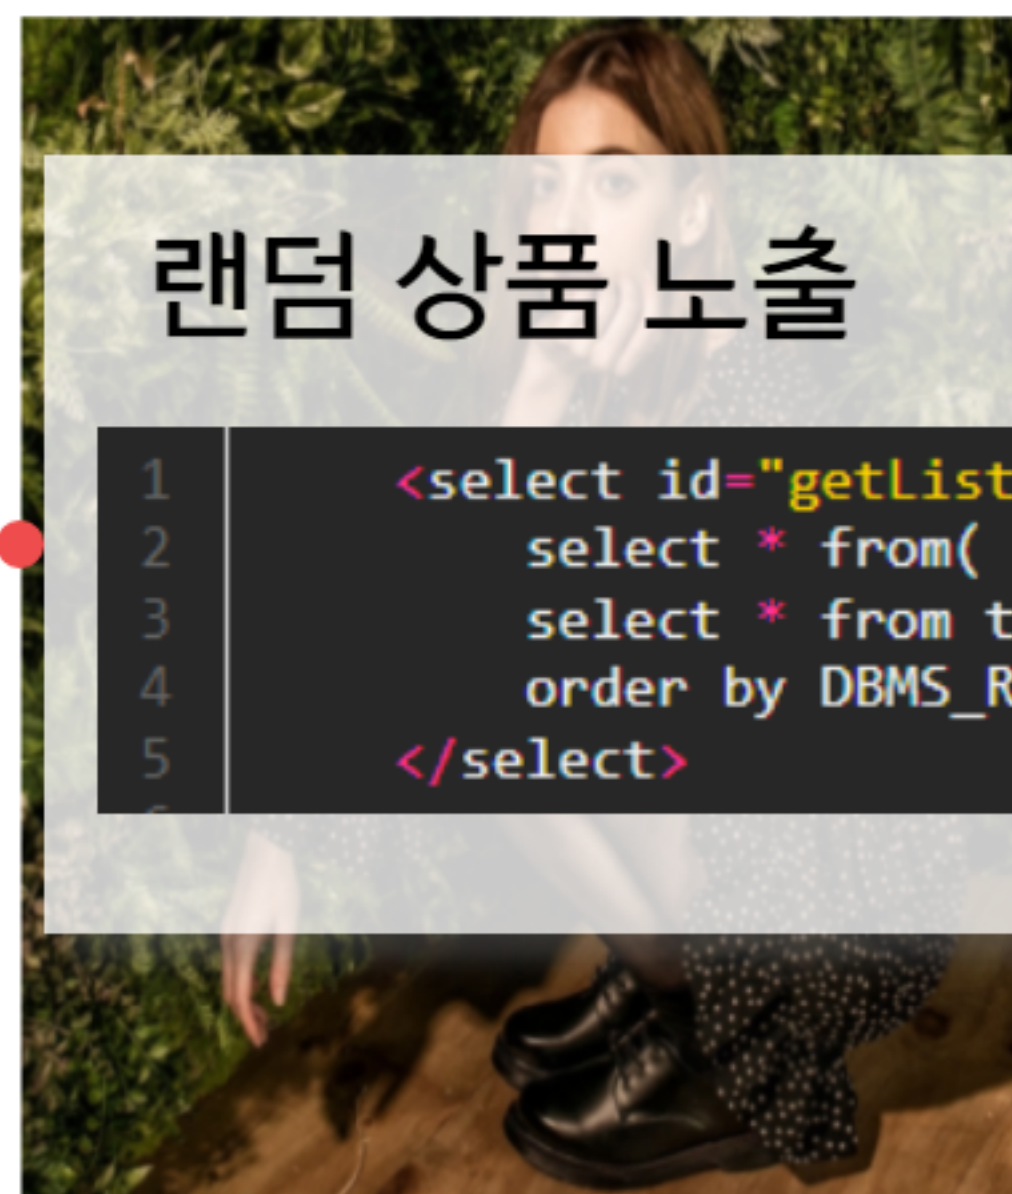 랜덤 상품 노출
1 <select id="getList
2 select * from(
3 select * from t
4 order by DBMS_R
5 </select>